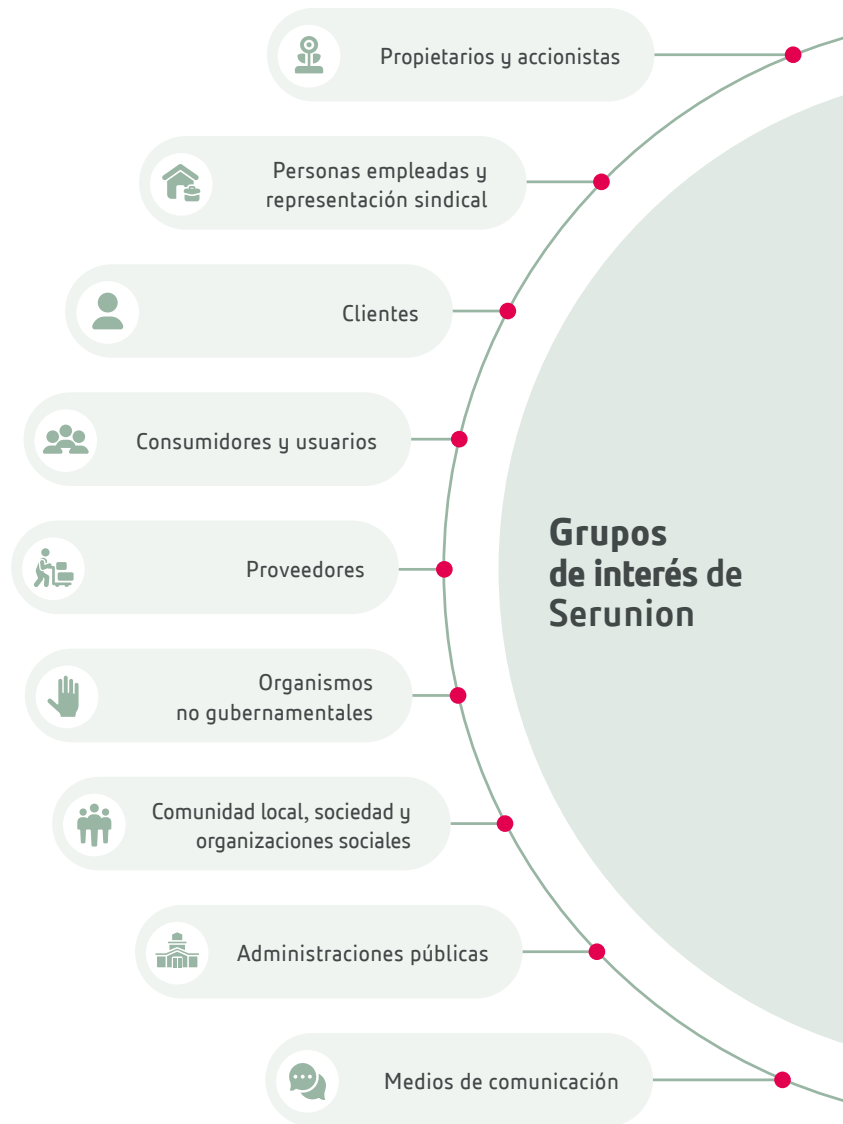 Propietarios y accionistas
Personas empleadas y
representación sindical
Clientes
Consumidores y usuarios
Proveedores
Organismos
no gubernamentales
Comunidad local, sociedad y
organizaciones sociales
Administraciones públicas
Medios de comunicación
Grupos
de interés de
Serunion